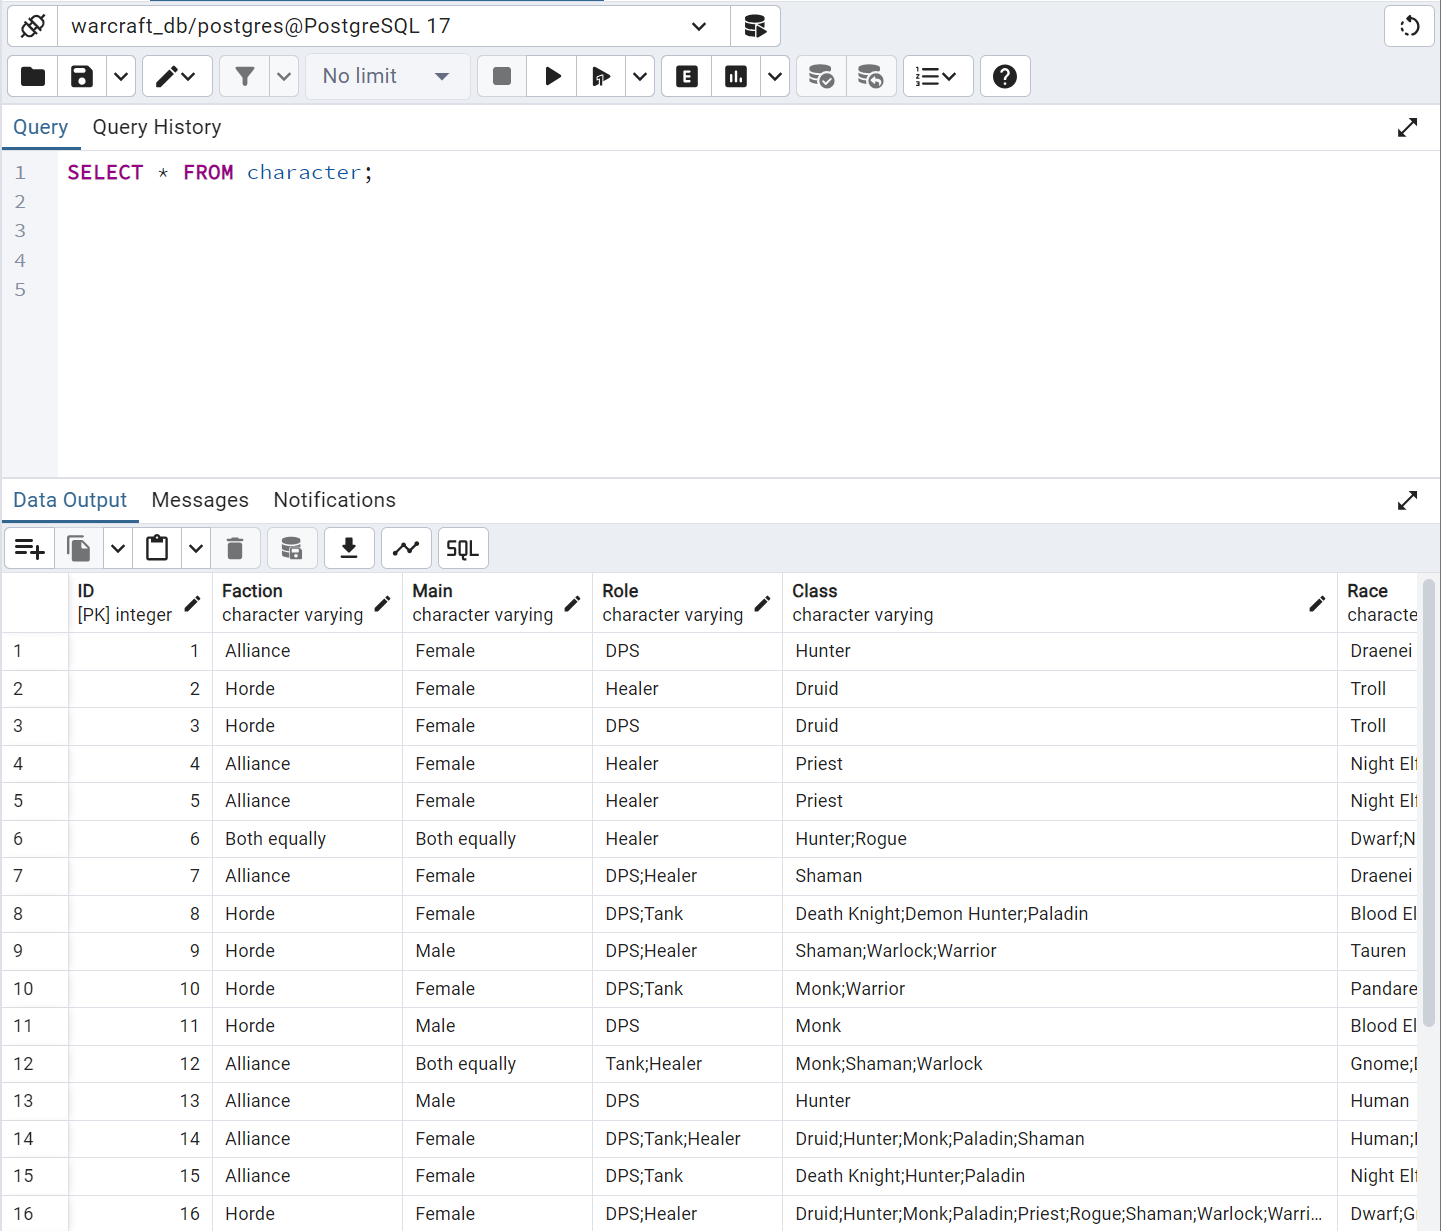 warcraft_db/postgres@PostgreSQL 17
No limit
E
Query Query History
1 SELECT * FROM character;
2
3
4
5
Data Output Messages Notifications
SQL
ID Faction Main Role Class Race
[PK] integer character varying character varying character varying character varying characte
1 1 Alliance Female DPS Hunter Draenei
2 2 Horde Female Healer Druid Troll
3 3 Horde Female DPS Druid Troll
4 4 Alliance Female Healer Priest Night Elf
5 5 Alliance Female Healer Priest Night Elf
6 6 Both equally Both equally Healer Hunter;Rogue Dwarf;N
7 7 Alliance Female DPS;Healer Shaman Draenei
8 8 Horde Female DPS;Tank Death Knight;Demon Hunter;Paladin Blood El
9 9 Horde Male DPS;Healer Shaman;Warlock;Warrior Tauren
10 10 Horde Female DPS;Tank Monk;Warrior Pandare
11 11 Horde Male DPS Monk Blood El
12 12 Alliance Both equally Tank;Healer Monk;Shaman;Warlock Gnome;
13 13 Alliance Male DPS Hunter Human
14 14 Alliance Female DPS;Tank;Healer Druid;Hunter;Monk;Paladin;Shaman Human;
15 15 Alliance Female DPS;Tank Death Knight;Hunter;Paladin Night Elf
16 16 Horde Female DPS;Healer Druid;Hunter;Monk;Paladin;Priest;Rogue;Shaman;Warlock;Warri... Dwarf;G